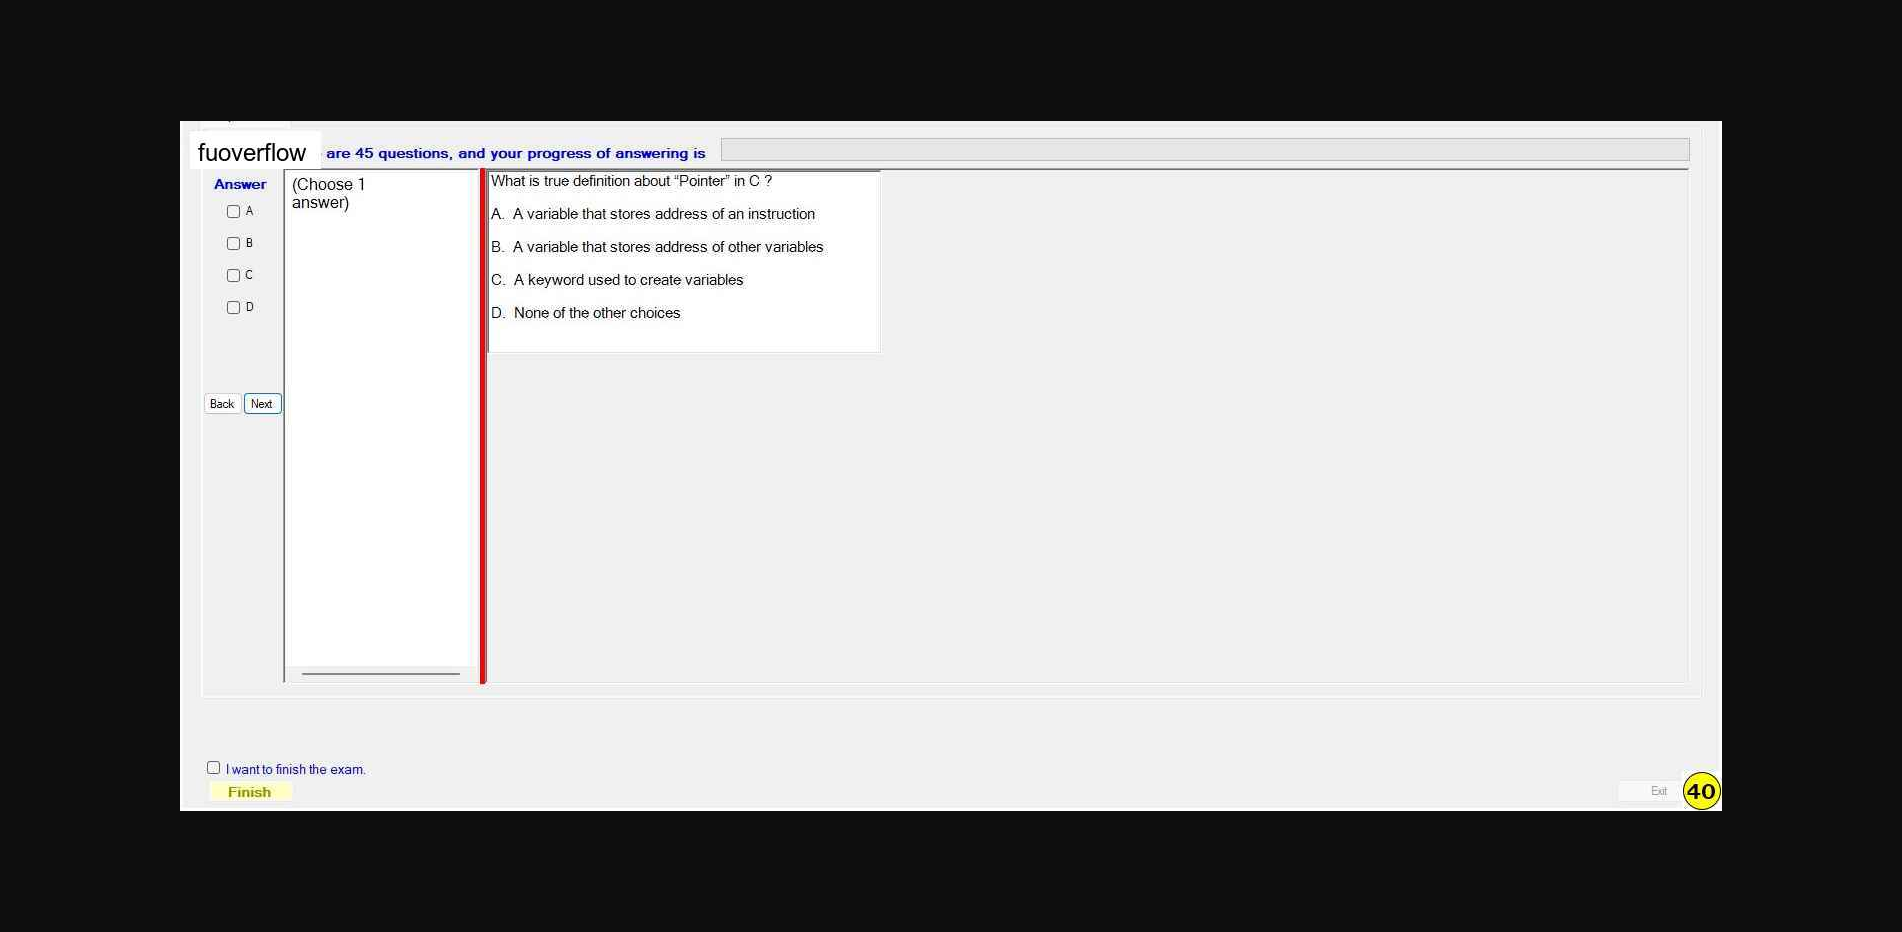 fuoverflow are 45 questions, and your progress of answering is
Answer
A
B
C
D
Back Next
(Choose 1
answer)
What is true definition about “Pointer” in C ?
A. A variable that stores address of an instruction
B. A variable that stores address of other variables
C. A keyword used to create variables
D. None of the other choices
I want to finish the exam.
Finish
Exit
40